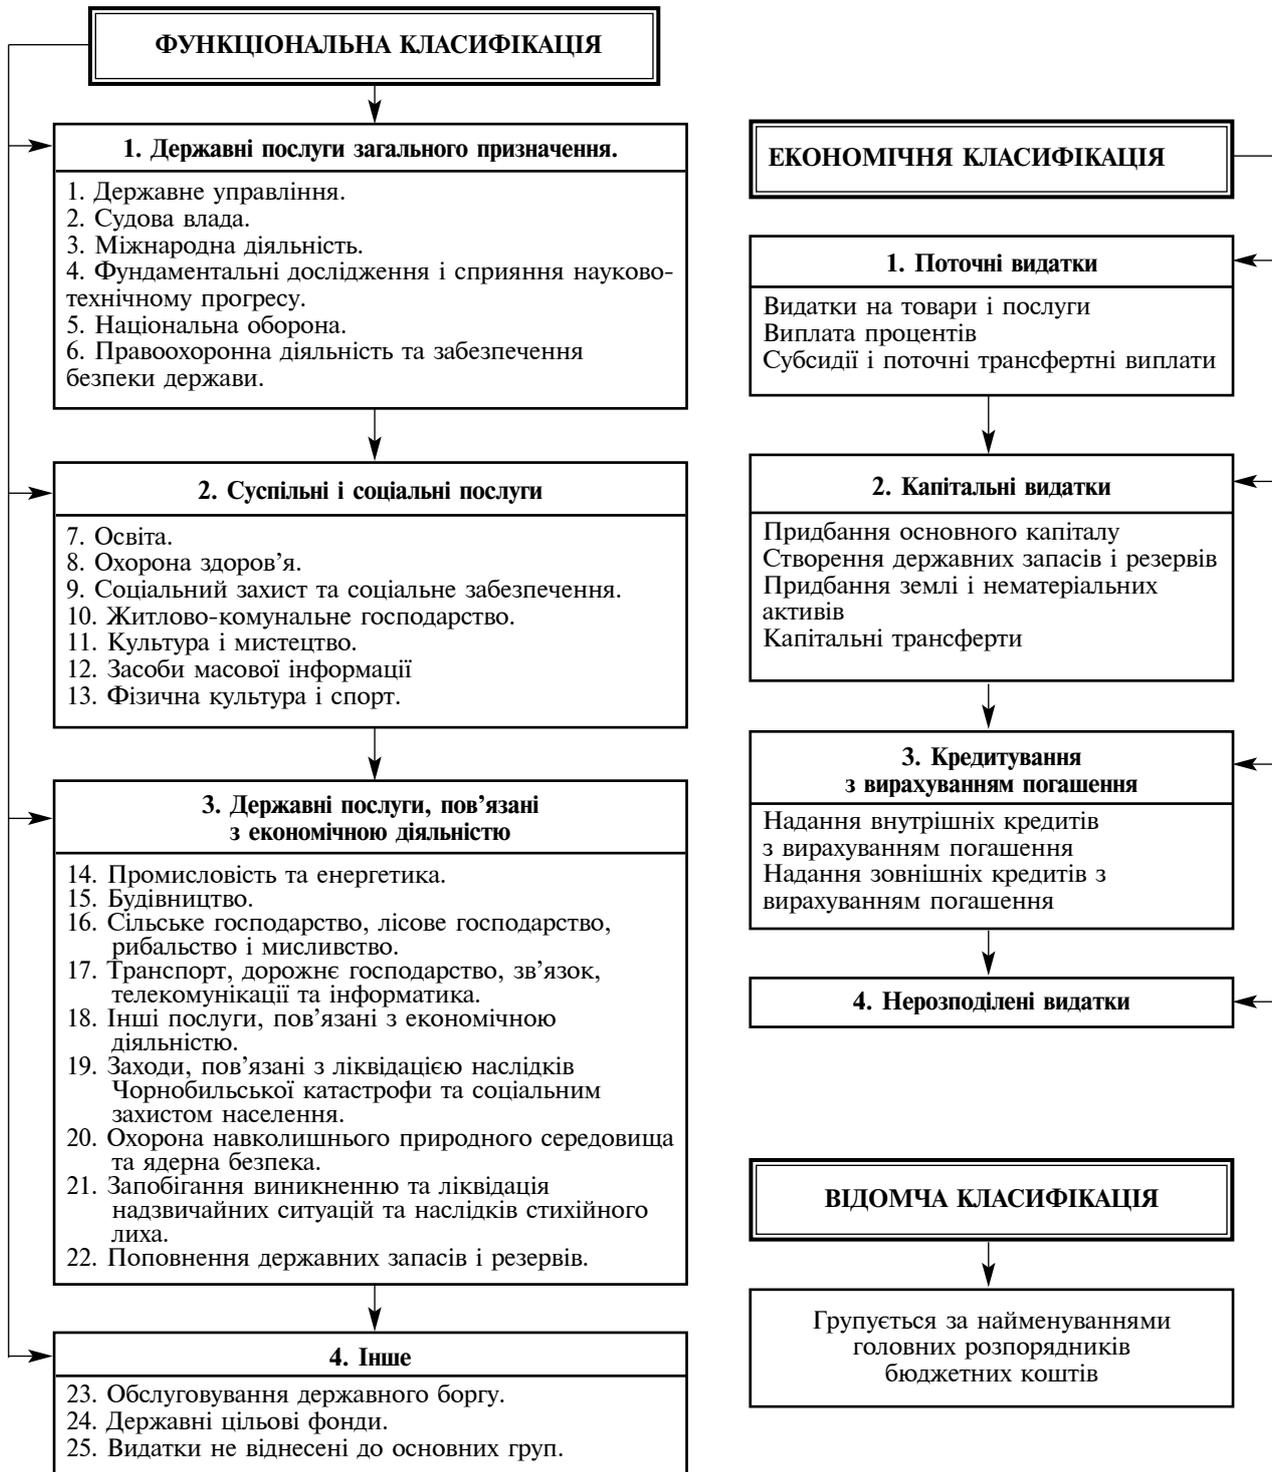 ФУНКЦІОНАЛЬНА КЛАСИФІКАЦІЯ
1. Державні послуги загального призначення.
1. Державне управління.
2. Судова влада.
3. Міжнародна діяльність.
4. Фундаментальні дослідження і сприяння науково-
технічному прогресу.
5. Національна оборона.
6. Правоохоронна діяльність та забезпечення
безпеки держави.
2. Суспільні і соціальні послуги
7. Освіта.
8. Охорона здоров’я.
9. Соціальний захист та соціальне забезпечення.
10. Житлово-комунальне господарство.
11. Культура і мистецтво.
12. Засоби масової інформації
13. Фізична культура і спорт.
3. Державні послуги, пов’язані
з економічною діяльністю
14. Промисловість та енергетика.
15. Будівництво.
16. Сільське господарство, лісове господарство,
рибальство і мисливство.
17. Транспорт, дорожнє господарство, зв’язок,
телекомунікації та інформатика.
18. Інші послуги, пов’язані з економічною
діяльністю.
19. Заходи, пов’язані з ліквідацією наслідків
Чорнобильської катастрофи та соціальним
захистом населення.
20. Охорона навколишнього природного середовища
та ядерна безпека.
21. Запобігання виникненню та ліквідація
надзвичайних ситуацій та наслідків стихійного
лиха.
22. Поповнення державних запасів і резервів.
4. Інше
23. Обслуговування державного боргу.
24. Державні цільові фонди.
25. Видатки не віднесені до основних груп.
ЕКОНОМІЧНЯ КЛАСИФІКАЦІЯ
1. Поточні видатки
Видатки на товари і послуги
Виплата процентів
Субсидії і поточні трансфертні виплати
2. Капітальні видатки
Придбання основного капіталу
Створення державних запасів і резервів
Придбання землі і нематеріальних
активів
Капітальні трансферти
3. Кредитування
з вирахуванням погашення
Надання внутрішніх кредитів
з вирахуванням погашення
Надання зовнішніх кредитів з
вирахуванням погашення
4. Нерозподілені видатки
ВІДОМЧА КЛАСИФІКАЦІЯ
Групується за найменуваннями
головних розпорядників
бюджетних коштів